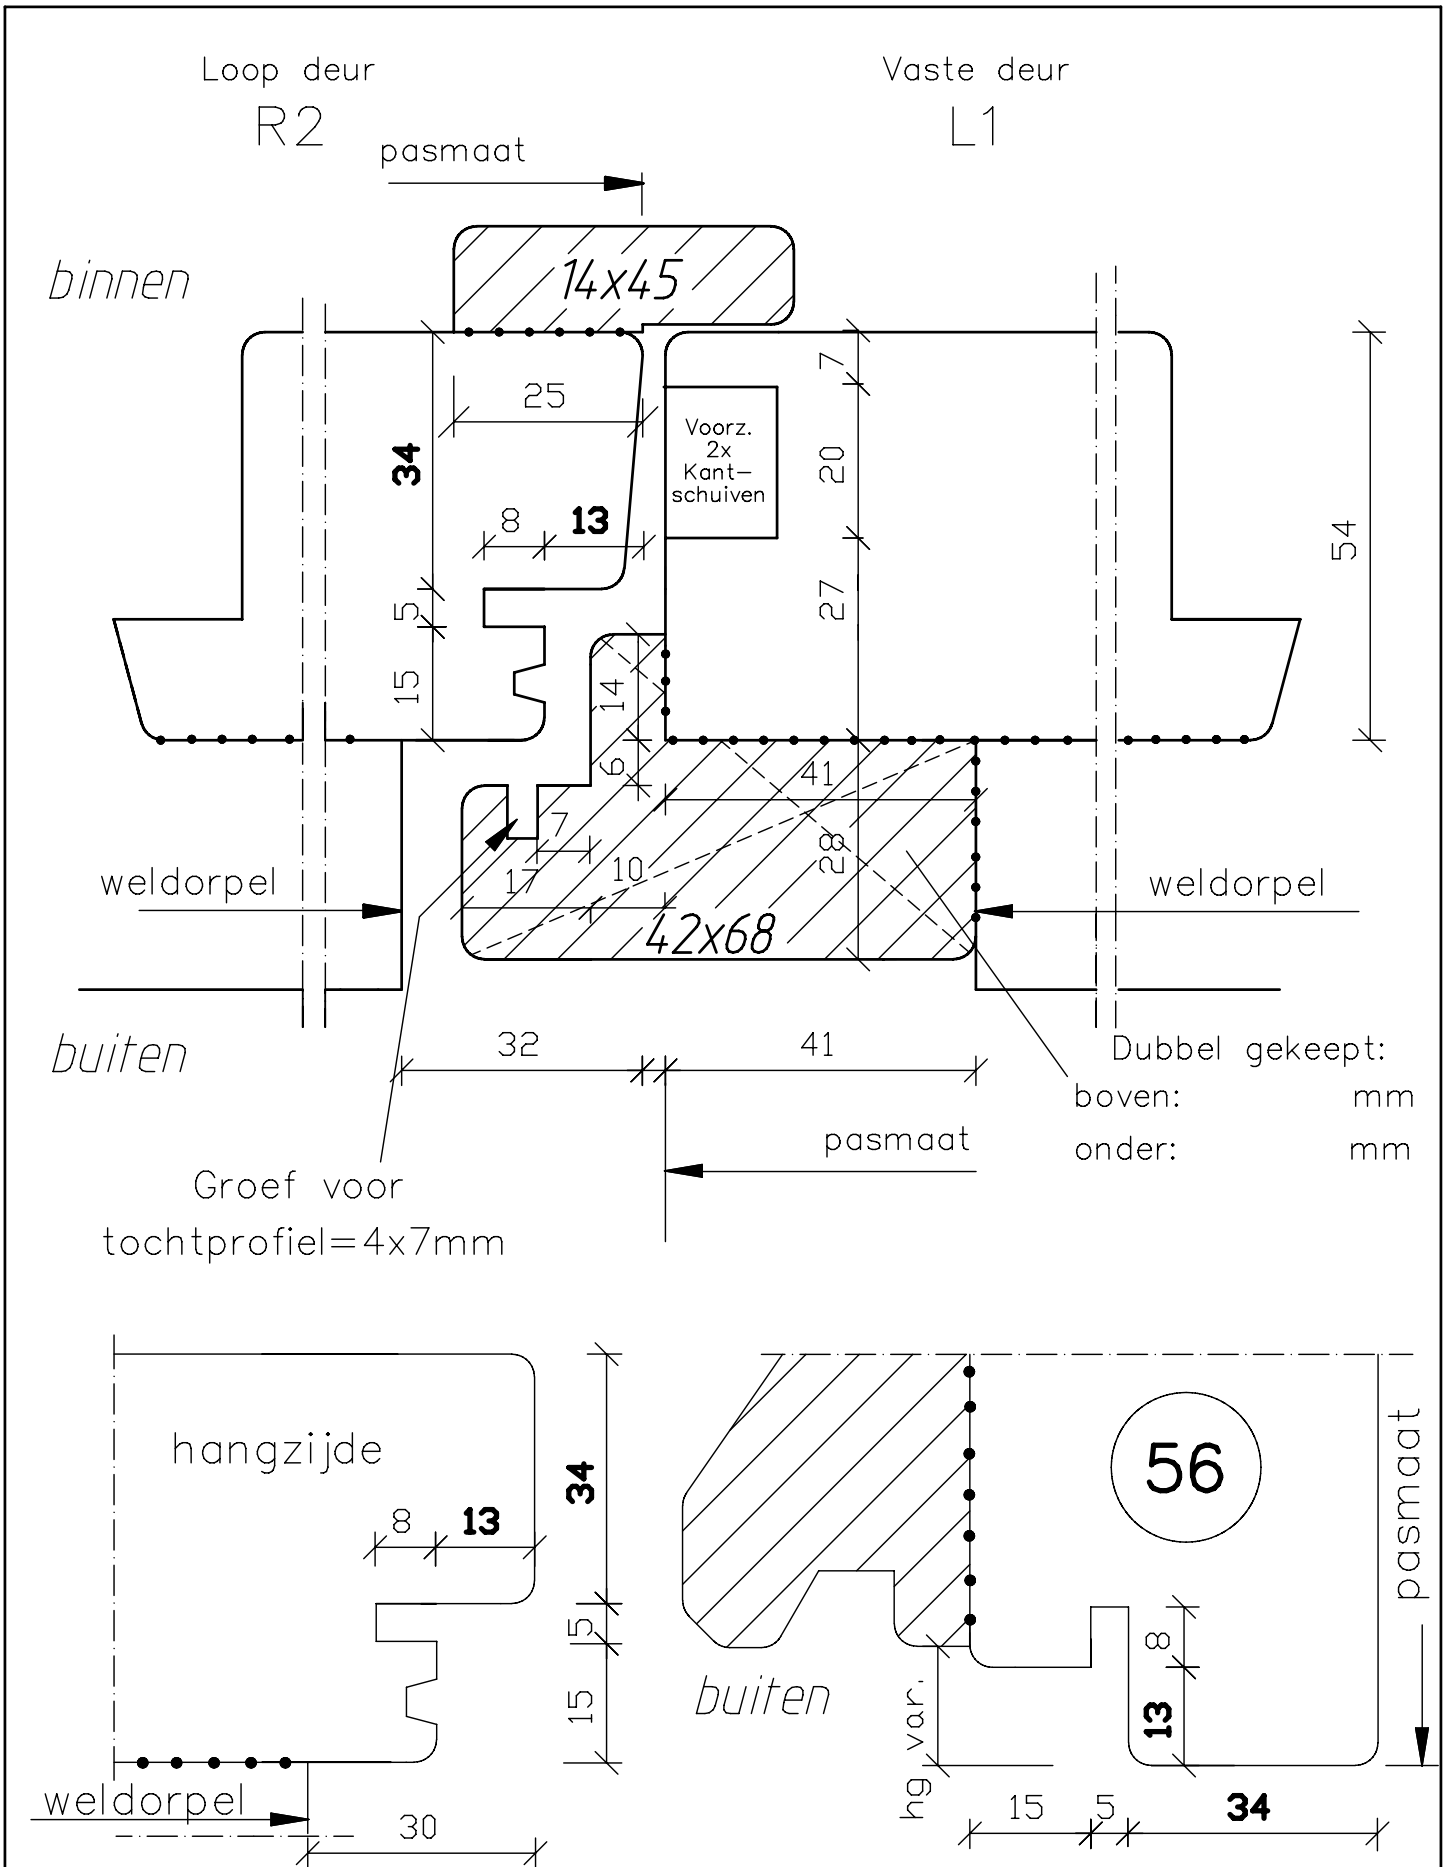 Loop deur
R2
Vaste deur
L1
pasmaat
binnen
14x45
25
7
Voorz.
2x
Kant-
schuiven
34
20
8
13
54
5
27
15
14
6
41
7
28
17
10
weldorpel
weldorpel
42x68
buiten
32
41
Dubbel gekeept:
boven: mm
onder: mm
pasmaat
Groef voor
tochtprofiel=4x7mm
hangzijde
34
56
pasmaat
8
13
5
15
8
buiten
13
hg var.
weldorpel
30
15
5
34